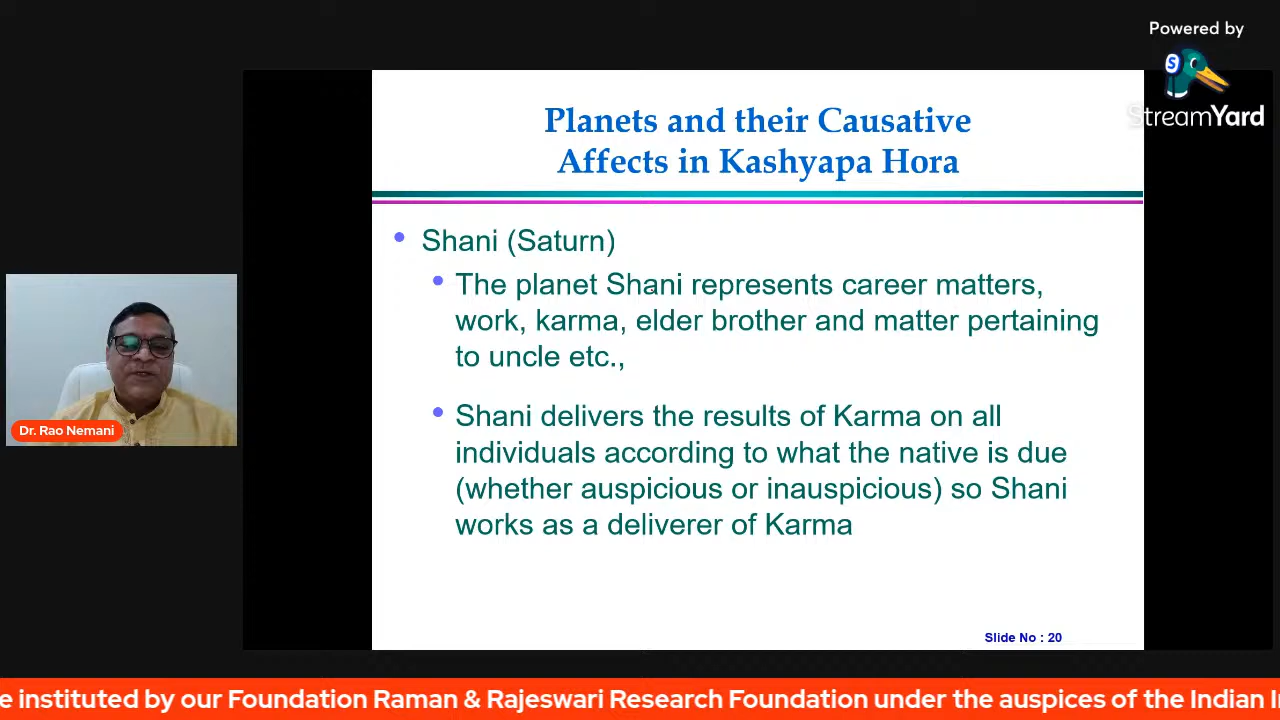 Powered by
StreamYard
Planets and their Causative
Affects in Kashyapa Hora
• Shani (Saturn)
• The planet Shani represents career matters,
work, karma, elder brother and matter pertaining
to uncle etc.,
• Shani delivers the results of Karma on all
individuals according to what the native is due
(whether auspicious or inauspicious) so Shani
works as a deliverer of Karma
Slide No : 20
Dr. Rao Nemani
e instituted by our Foundation Raman & Rajeswari Research Foundation under the auspices of the Indian I